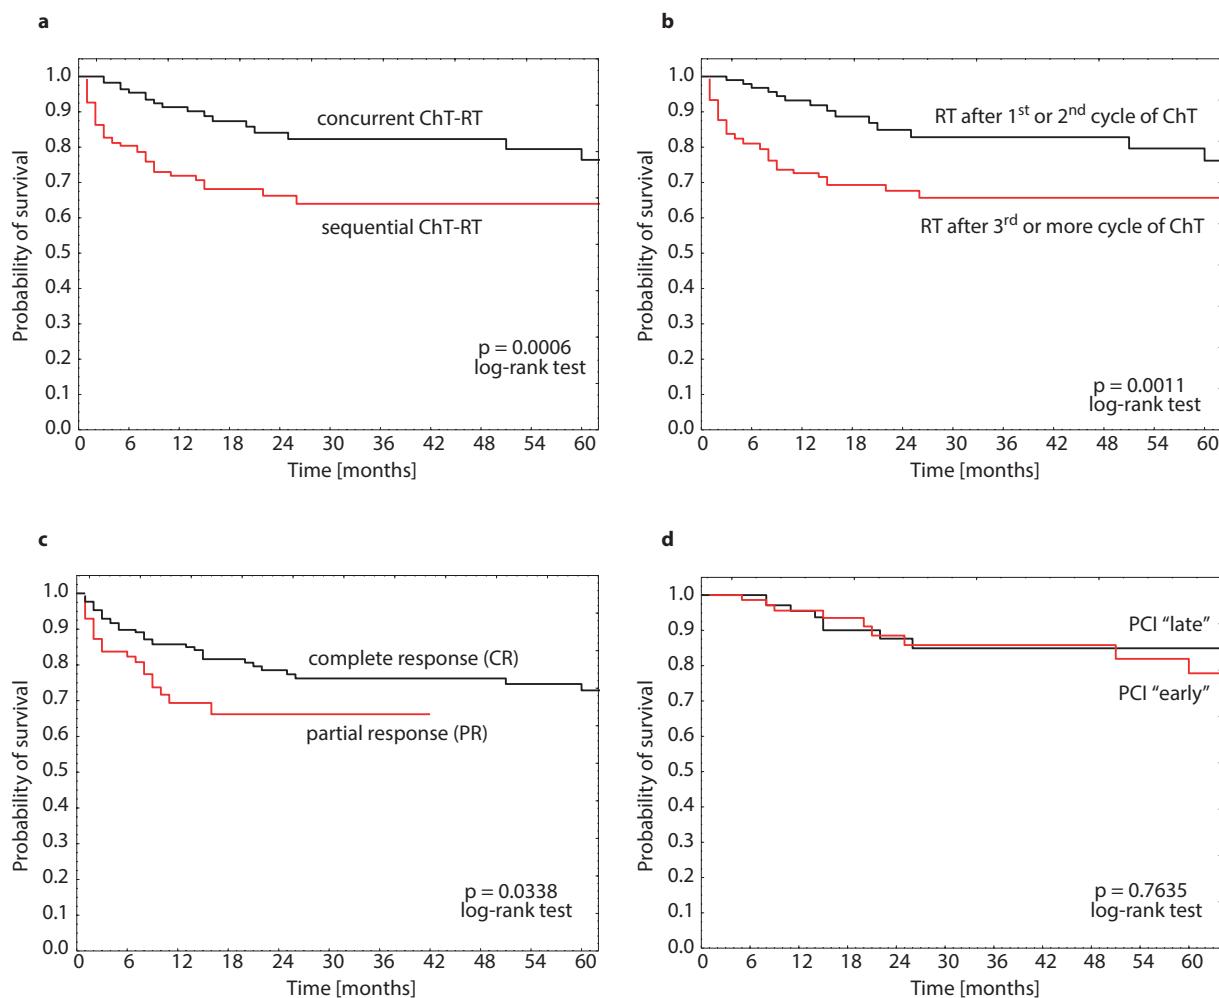 a
Probability of survival
1.0
0.9
0.8
0.7
0.6
0.5
0.4
0.3
0.2
0.1
0.0
concurrent ChT-RT
sequential ChT-RT
p = 0.0006
log-rank test
0 6 12 18 24 30 36 42 48 54 60
Time [months]
b
Probability of survival
1.0
0.9
0.8
0.7
0.6
0.5
0.4
0.3
0.2
0.1
0.0
RT after 1st or 2nd cycle of ChT
RT after 3rd or more cycle of ChT
p = 0.0011
log-rank test
0 6 12 18 24 30 36 42 48 54 60
Time [months]
c
Probability of survival
1.0
0.9
0.8
0.7
0.6
0.5
0.4
0.3
0.2
0.1
0.0
complete response (CR)
partial response (PR)
p = 0.0338
log-rank test
0 6 12 18 24 30 36 42 48 54 60
Time [months]
d
Probability of survival
1.0
0.9
0.8
0.7
0.6
0.5
0.4
0.3
0.2
0.1
0.0
PCI “late”
PCI “early”
p = 0.7635
log-rank test
0 6 12 18 24 30 36 42 48 54 60
Time [months]